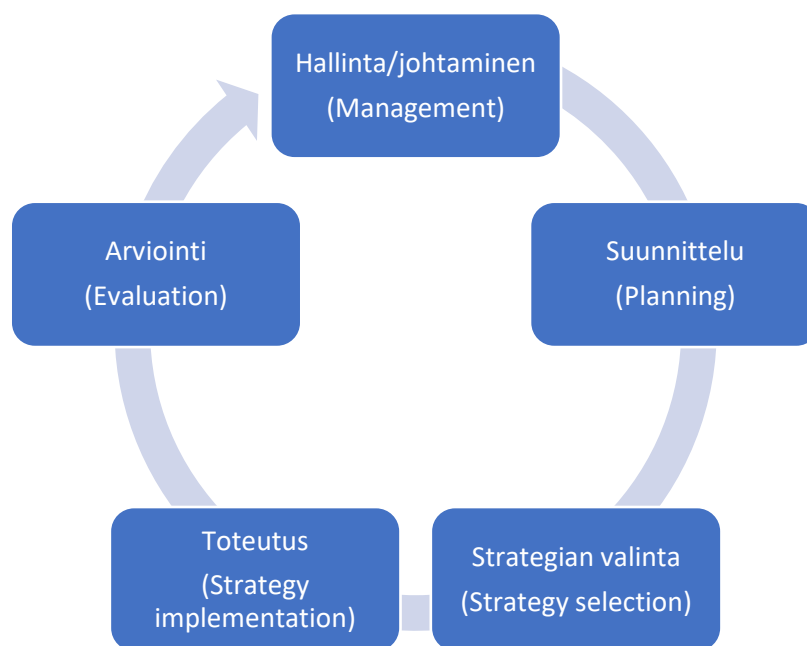 Hallinta/johtaminen
(Management)
Suunnittelu
(Planning)
Strategian valinta
(Strategy selection)
Toteutus
(Strategy
implementation)
Arviointi
(Evaluation)